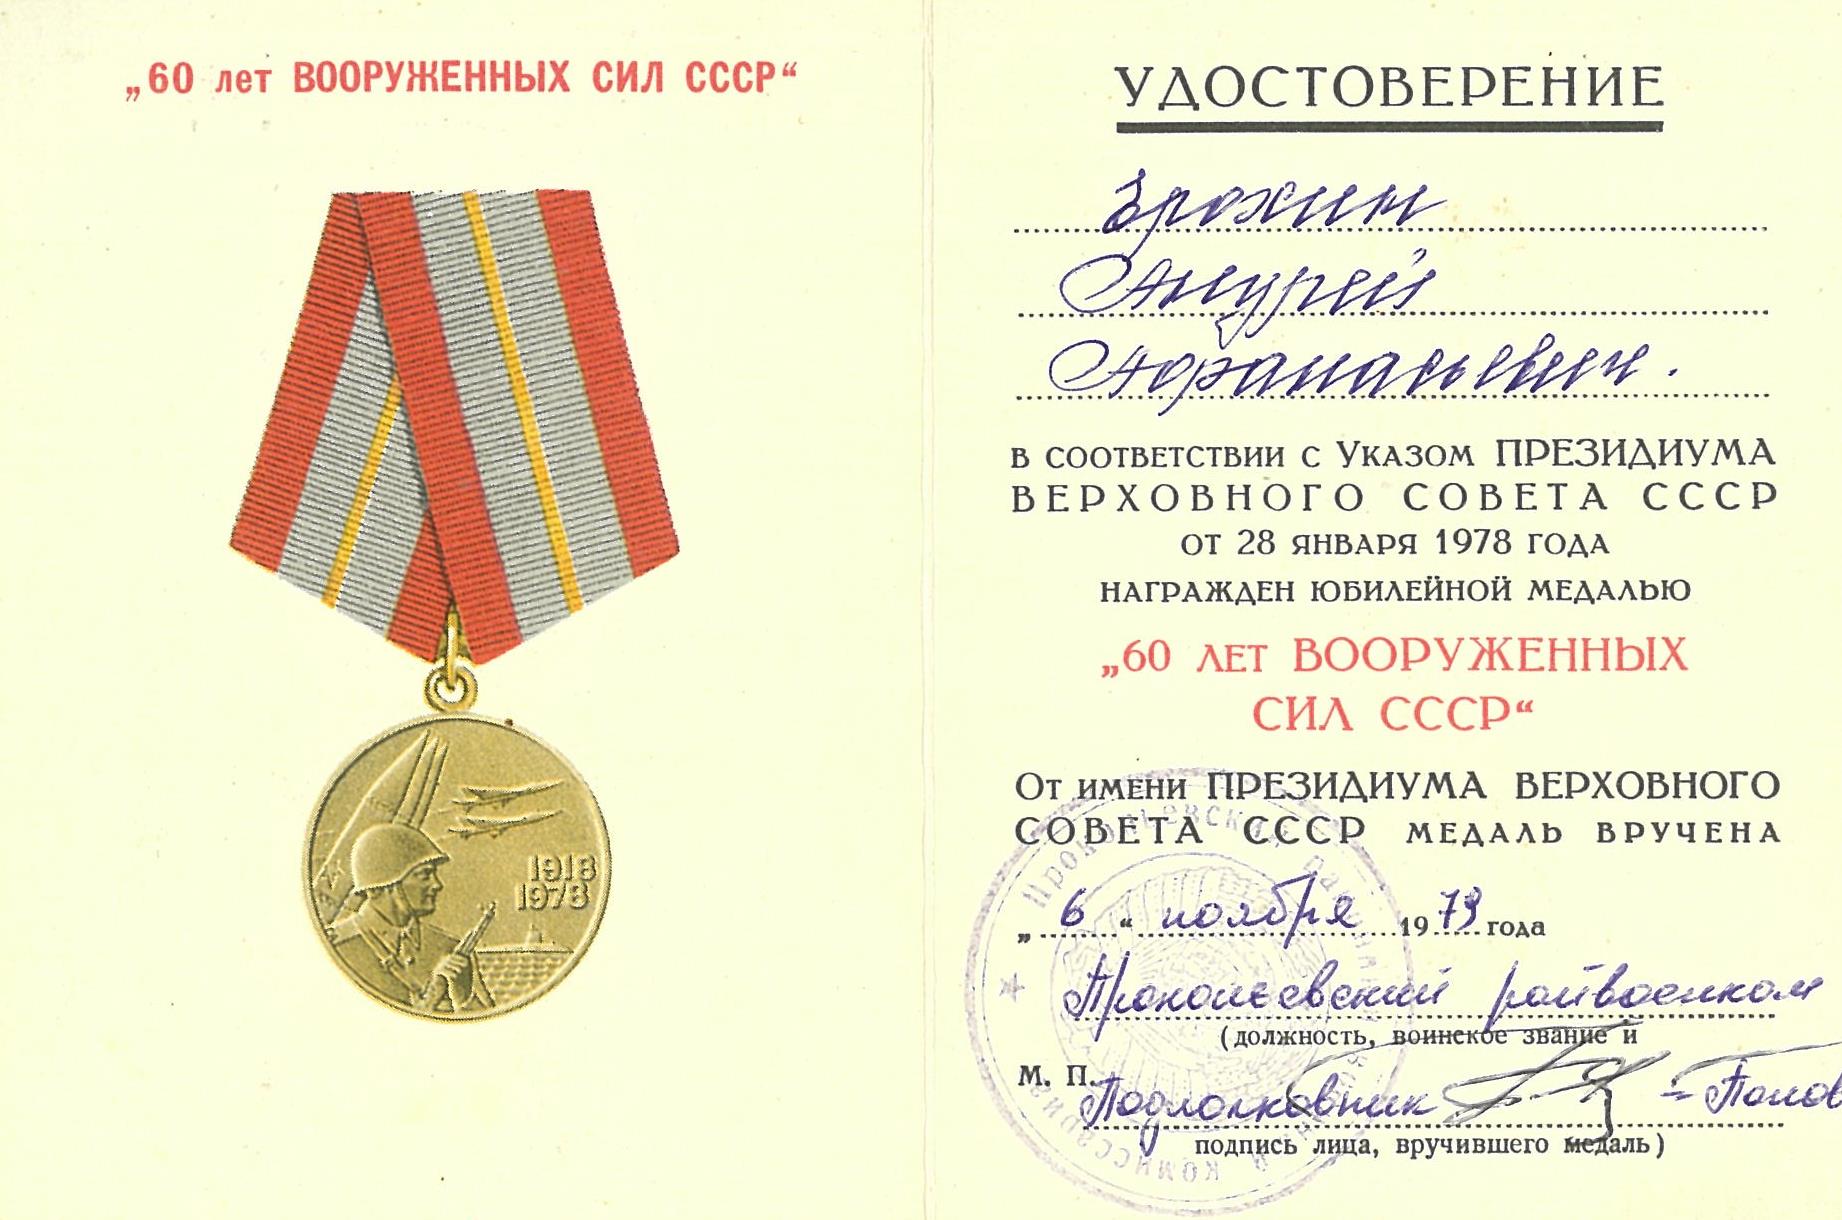 „60 лет ВООРУЖЕННЫХ СИЛ СССР“
1918
1978
УДОСТОВЕРЕНИЕ
Ерохин
Андрей
Афанасьевич.
В СООТВЕТСТВИИ С УКАЗОМ ПРЕЗИДИУМА
ВЕРХОВНОГО СОВЕТА СССР
ОТ 28 ЯНВАРЯ 1978 ГОДА
НАГРАЖДЕН ЮБИЛЕЙНОЙ МЕДАЛЬЮ
„60 ЛЕТ ВООРУЖЕННЫХ
СИЛ СССР“
ОТ ИМЕНИ ПРЕЗИДИУМА ВЕРХОВНОГО
СОВЕТА СССР МЕДАЛЬ ВРУЧЕНА
„6“ ноября 1979 года
Прокопьевский райвоенком
(должность, воинское звание и
М. П.
Подполковник - Попов
подпись лица, вручившего медаль)